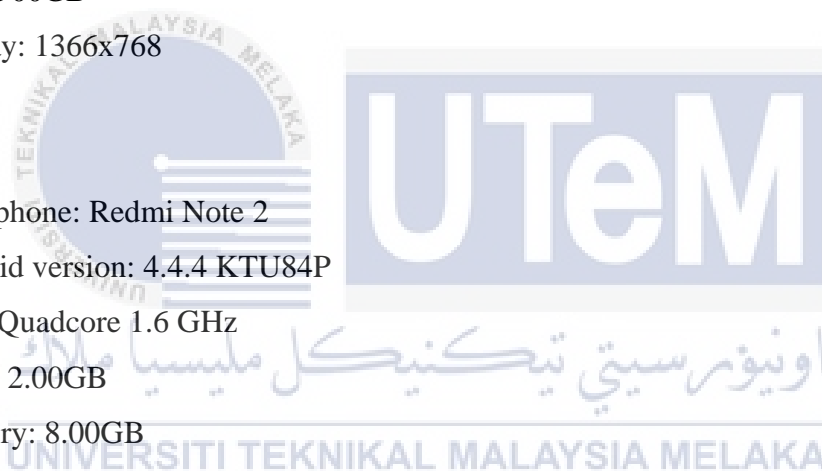 y: 1366x768
phone: Redmi Note 2
id version: 4.4.4 KTU84P
Quadcore 1.6 GHz
2.00GB
ry: 8.00GB
UTeM
اونيورسيتي تيكنيكل مليسيا ملاك
UNIVERSITI TEKNIKAL MALAYSIA MELAKA